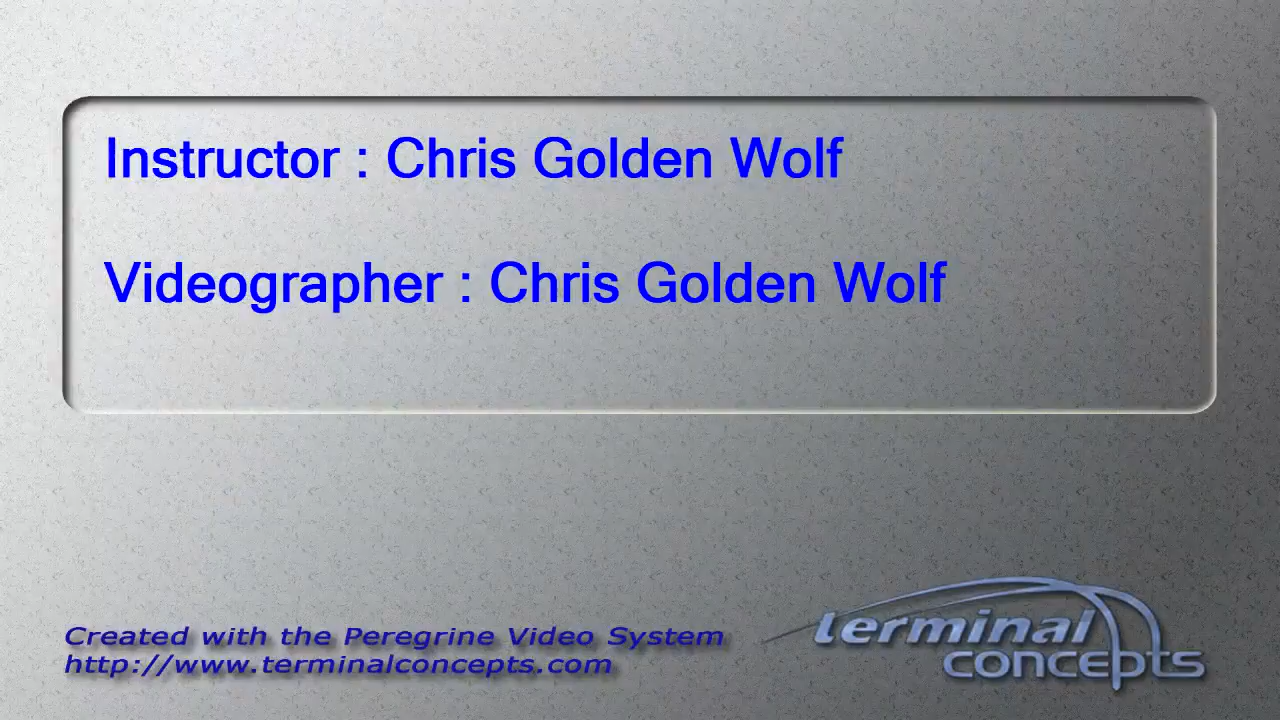 Instructor : Chris Golden Wolf
Videographer : Chris Golden Wolf
Created with the Peregrine Video System
http://www.terminalconcepts.com
terminal
concepts